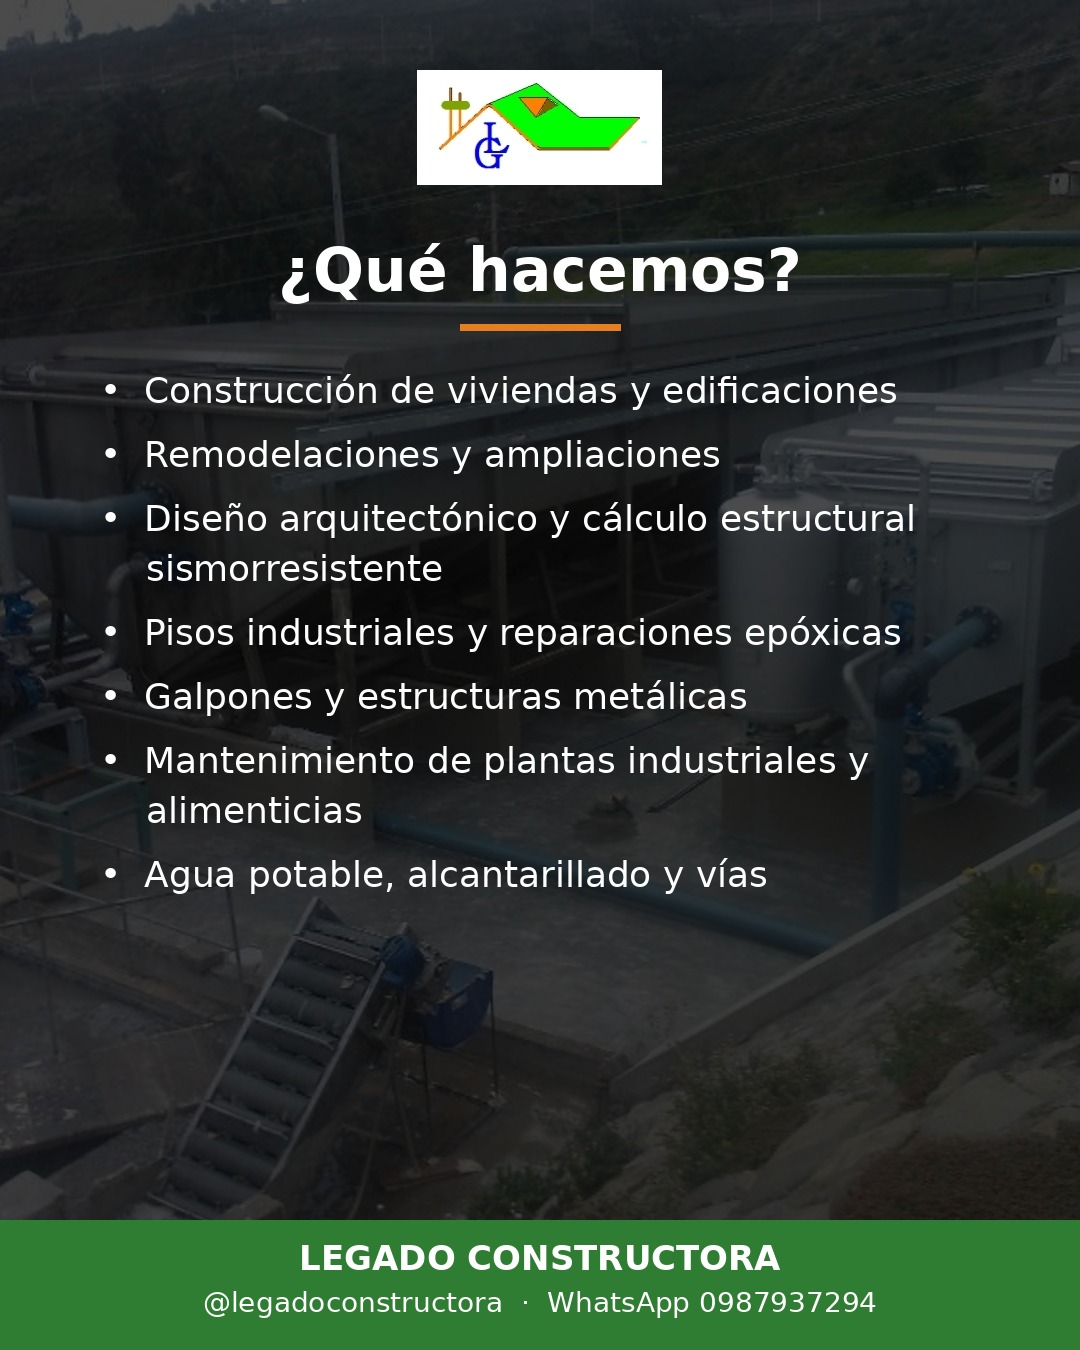 LG
¿Qué hacemos?
• Construcción de viviendas y edificaciones
• Remodelaciones y ampliaciones
• Diseño arquitectónico y cálculo estructural
sismorresistente
• Pisos industriales y reparaciones epóxicas
• Galpones y estructuras metálicas
• Mantenimiento de plantas industriales y
alimenticias
• Agua potable, alcantarillado y vías
LEGADO CONSTRUCTORA
@legadoconstructora · WhatsApp 0987937294